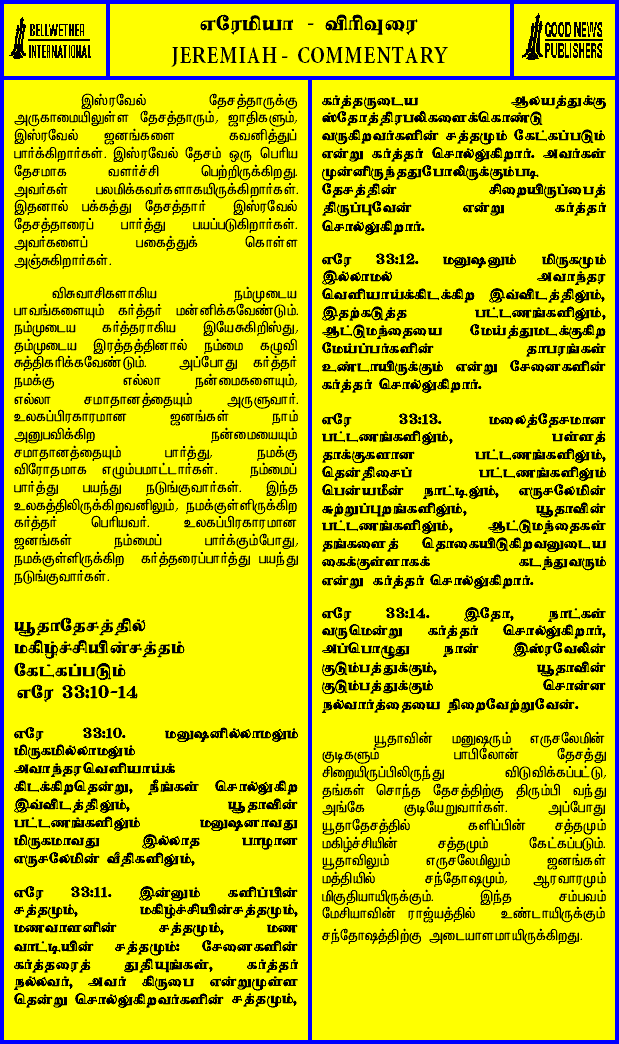 BELLWETHER
INTERNATIONAL
எரேமியா - விரிவுரை
JEREMIAH - COMMENTARY
GOOD NEWS
PUBLISHERS
இஸ்ரவேல் தேசத்தாருக்கு
அருகாமையிலுள்ள தேசத்தாரும், ஜாதிகளும்,
இஸ்ரவேல் ஜனங்களை கவனித்துப்
பார்க்கிறார்கள். இஸ்ரவேல் தேசம் ஒரு பெரிய
தேசமாக வளர்ச்சி பெற்றிருக்கிறது.
அவர்கள் பலமிக்கவர்களாகயிருக்கிறார்கள்.
இதனால் பக்கத்து தேசத்தார் இஸ்ரவேல்
தேசத்தாரைப் பார்த்து பயப்படுகிறார்கள்.
அவர்களைப் பகைத்துக் கொள்ள
அஞ்சுகிறார்கள்.
விசுவாசிகளாகிய நம்முடைய
பாவங்களையும் கர்த்தர் மன்னிக்கவேண்டும்.
நம்முடைய கர்த்தராகிய இயேசுகிறிஸ்து,
தம்முடைய இரத்தத்தினால் நம்மை கழுவி
சுத்திகரிக்கவேண்டும். அப்போது கர்த்தர்
நமக்கு எல்லா நன்மைகளையும்,
எல்லா சமாதானத்தையும் அருளுவார்.
உலகப்பிரகாரமான ஜனங்கள் நாம்
அனுபவிக்கிற நன்மையையும்
சமாதானத்தையும் பார்த்து, நமக்கு
விரோதமாக எழும்பமாட்டார்கள். நம்மைப்
பார்த்து பயந்து நடுங்குவார்கள். இந்த
உலகத்திலிருக்கிறவனிலும், நமக்குள்ளிருக்கிற
கர்த்தர் பெரியவர். உலகப்பிரகாரமான
ஜனங்கள் நம்மைப் பார்க்கும்போது,
நமக்குள்ளிருக்கிற கர்த்தரைப்பார்த்து பயந்து
நடுங்குவார்கள்.
யூதாதேசத்தில்
மகிழ்ச்சியின்சத்தம்
கேட்கப்படும்
எரே 33:10-14
எரே 33:10. மனுஷனில்லாமலும்
மிருகமில்லாமலும்
அவாந்தரவெளியாய்க்
கிடக்கிறதென்று, நீங்கள் சொல்லுகிற
இவ்விடத்திலும், யூதாவின்
பட்டணங்களிலும் மனுஷனாவது
மிருகமாவது இல்லாத பாழான
எருசலேமின் வீதிகளிலும்,
எரே 33:11. இன்னும் களிப்பின்
சத்தமும், மகிழ்ச்சியின்சத்தமும்,
மணவாளனின் சத்தமும், மண
வாட்டியின் சத்தமும்: சேனைகளின்
கர்த்தரைத் துதியுங்கள், கர்த்தர்
நல்லவர், அவர் கிருபை என்றுமுள்ள
தென்று சொல்லுகிறவர்களின் சத்தமும்,
கர்த்தருடைய ஆலயத்துக்கு
ஸ்தோத்திரபலிகளைக்கொண்டு
வருகிறவர்களின் சத்தமும் கேட்கப்படும்
என்று கர்த்தர் சொல்லுகிறார். அவர்கள்
முன்னிருந்ததுபோலிருக்கும்படி
தேசத்தின் சிறையிருப்பைத்
திருப்புவேன் என்று கர்த்தர்
சொல்லுகிறார்.
எரே 33:12. மனுஷனும் மிருகமும்
இல்லாமல் அவாந்தர
வெளியாய்க்கிடக்கிற இவ்விடத்திலும்,
இதற்கடுத்த பட்டணங்களிலும்,
ஆட்டுமந்தையை மேய்த்துமடக்குகிற
மேய்ப்பர்களின் தாபரங்கள்
உண்டாயிருக்கும் என்று சேனைகளின்
கர்த்தர் சொல்லுகிறார்.
எரே 33:13. மலைத்தேசமான
பட்டணங்களிலும், பள்ளத்
தாக்குகளான பட்டணங்களிலும்,
தென்திசைப் பட்டணங்களிலும்
பென்யமீன் நாட்டிலும், எருசலேமின்
சுற்றுப்புறங்களிலும், யூதாவின்
பட்டணங்களிலும், ஆட்டுமந்தைகள்
தங்களைத் தொகையிடுகிறவனுடைய
கைக்குள்ளாகக் கடந்துவரும்
என்று கர்த்தர் சொல்லுகிறார்.
எரே 33:14. இதோ, நாட்கள்
வருமென்று கர்த்தர் சொல்லுகிறார்,
அப்பொழுது நான் இஸ்ரவேலின்
குடும்பத்துக்கும், யூதாவின்
குடும்பத்துக்கும் சொன்ன
நல்வார்த்தையை நிறைவேற்றுவேன்.
யூதாவின் மனுஷரும் எருசலேமின்
குடிகளும் பாபிலோன் தேசத்து
சிறையிருப்பிலிருந்து விடுவிக்கப்பட்டு,
தங்கள் சொந்த தேசத்திற்கு திரும்பி வந்து
அங்கே குடியேறுவார்கள். அப்போது
யூதாதேசத்தில் களிப்பின் சத்தமும்
மகிழ்ச்சியின் சத்தமும் கேட்கப்படும்.
யூதாவிலும் எருசலேமிலும் ஜனங்கள்
மத்தியில் சந்தோஷமும், ஆரவாரமும்
மிகுதியாயிருக்கும். இந்த சம்பவம்
மேசியாவின் ராஜ்யத்தில் உண்டாயிருக்கும்
சந்தோஷத்திற்கு அடையாளமாயிருக்கிறது.